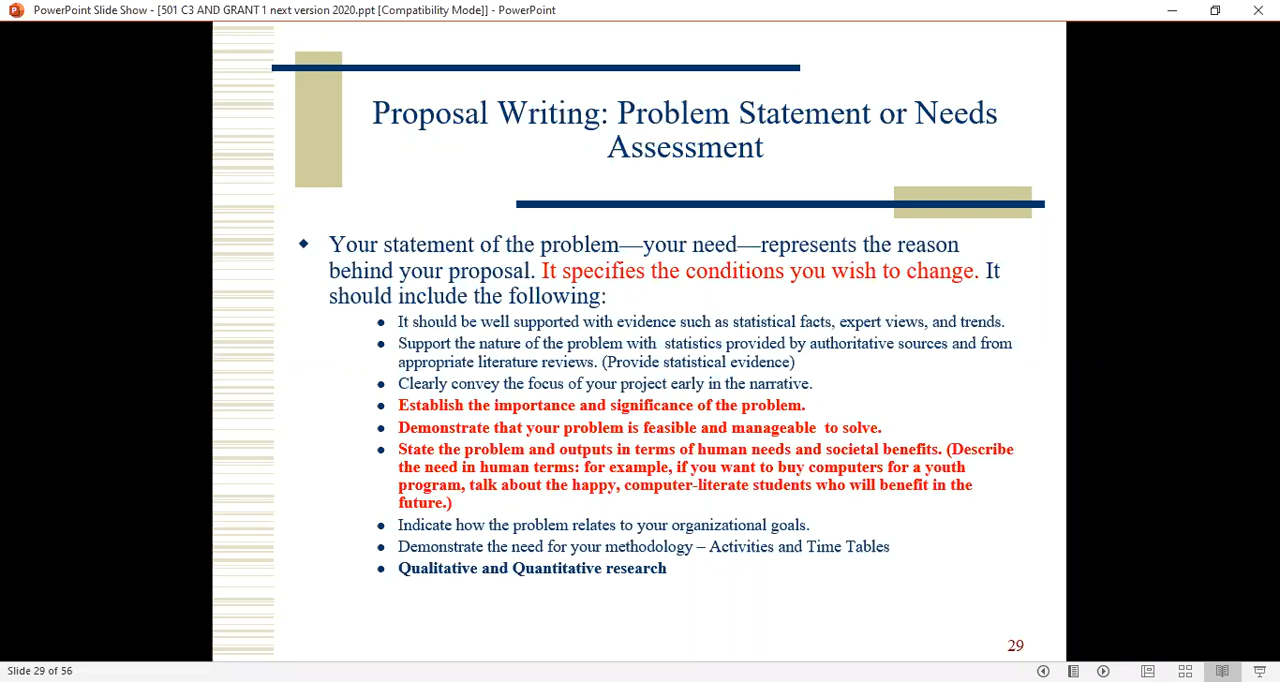 PowerPoint Slide Show - [501 C3 AND GRANT 1 next version 2020.ppt [Compatibility Mode]] - PowerPoint
Proposal Writing: Problem Statement or Needs
Assessment
Your statement of the problem—your need—represents the reason
behind your proposal. It specifies the conditions you wish to change. It
should include the following:
It should be well supported with evidence such as statistical facts, expert views, and trends.
Support the nature of the problem with  statistics provided by authoritative sources and from
appropriate literature reviews. (Provide statistical evidence)
Clearly convey the focus of your project early in the narrative.
Establish the importance and significance of the problem.
Demonstrate that your problem is feasible and manageable  to solve.
State the problem and outputs in terms of human needs and societal benefits. (Describe
the need in human terms: for example, if you want to buy computers for a youth
program, talk about the happy, computer-literate students who will benefit in the
future.)
Indicate how the problem relates to your organizational goals.
Demonstrate the need for your methodology – Activities and Time Tables
Qualitative and Quantitative research
29
Slide 29 of 56